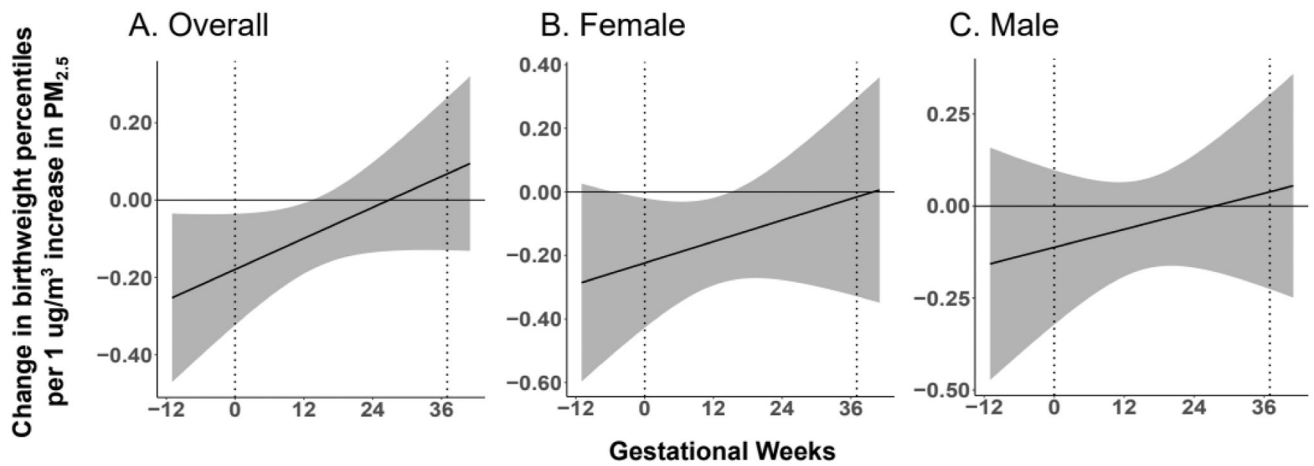 A. Overall
B. Female
C. Male
Change in birthweight percentiles
per 1 ug/m³ increase in PM₂.₅
0.20
0.00
−0.20
−0.40
−12 0 12 24 36
0.40
0.20
0.00
−0.20
−0.40
−0.60
−12 0 12 24 36
0.25
0.00
−0.25
−0.50
−12 0 12 24 36
Gestational Weeks